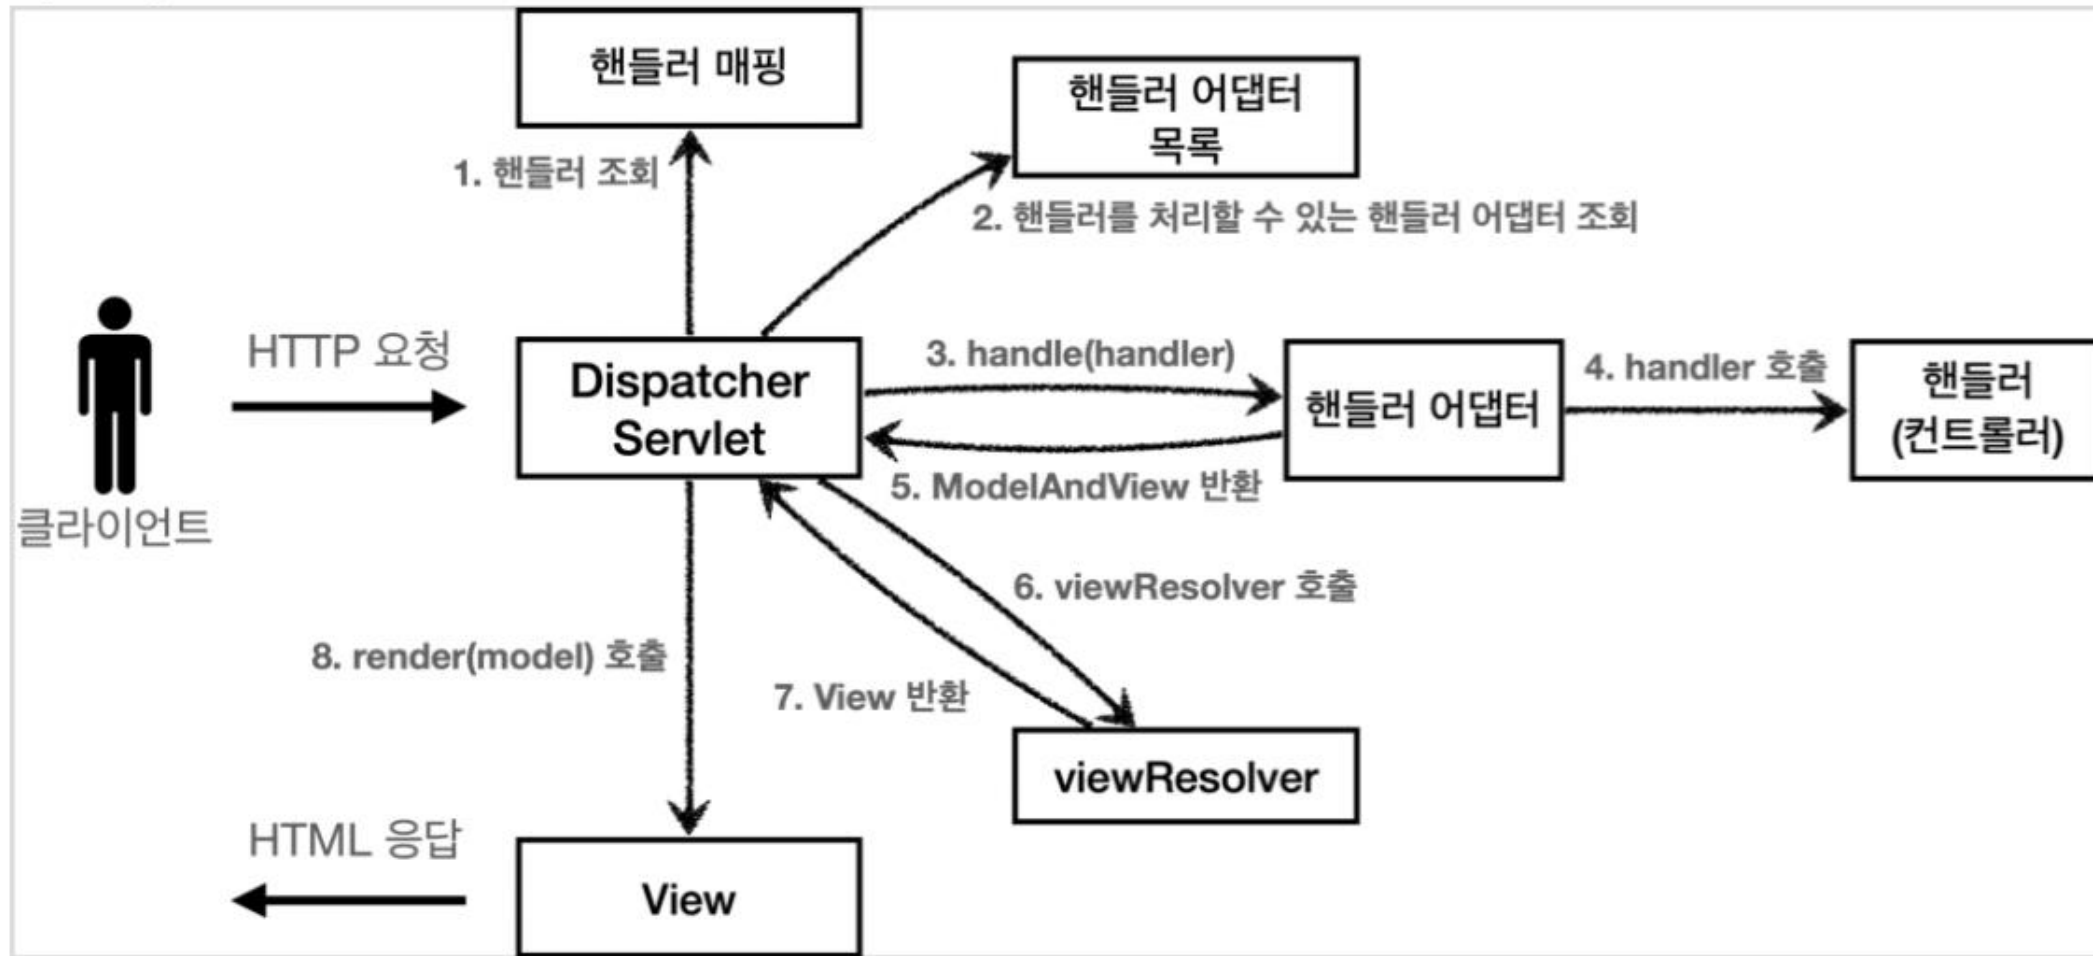 핸들러 매핑
핸들러 어댑터
목록
1. 핸들러 조회
2. 핸들러를 처리할 수 있는 핸들러 어댑터 조회
HTTP 요청
Dispatcher
Servlet
3. handle(handler)
핸들러 어댑터
4. handler 호출
핸들러
(컨트롤러)
5. ModelAndView 반환
클라이언트
6. viewResolver 호출
8. render(model) 호출
7. View 반환
viewResolver
HTML 응답
View